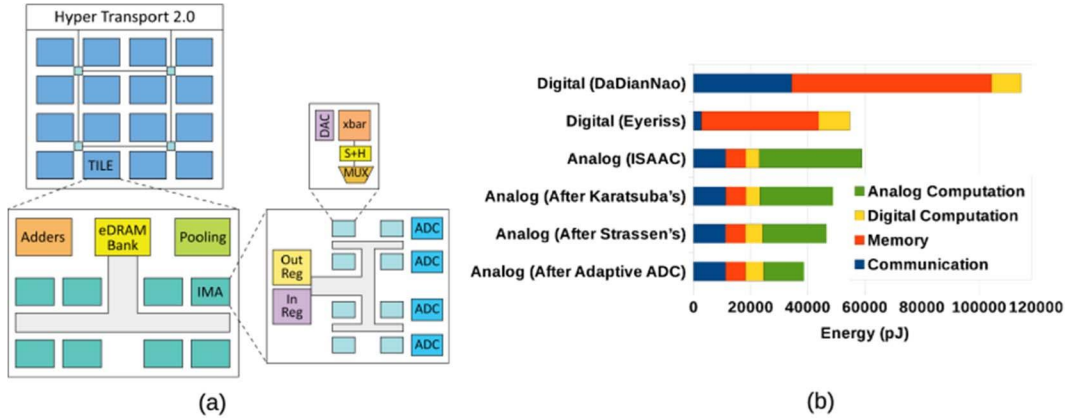 Hyper Transport 2.0
TILE
DAC
xbar
S+H
MUX
Adders
eDRAM
Bank
Pooling
IMA
Out
Reg
In
Reg
ADC
ADC
ADC
ADC
(a)
Digital (DaDianNao)
Digital (Eyeriss)
Analog (ISAAC)
Analog (After Karatsuba's)
Analog (After Strassen's)
Analog (After Adaptive ADC)
Analog Computation
Digital Computation
Memory
Communication
0 20000 40000 60000 80000 100000 120000
Energy (pJ)
(b)